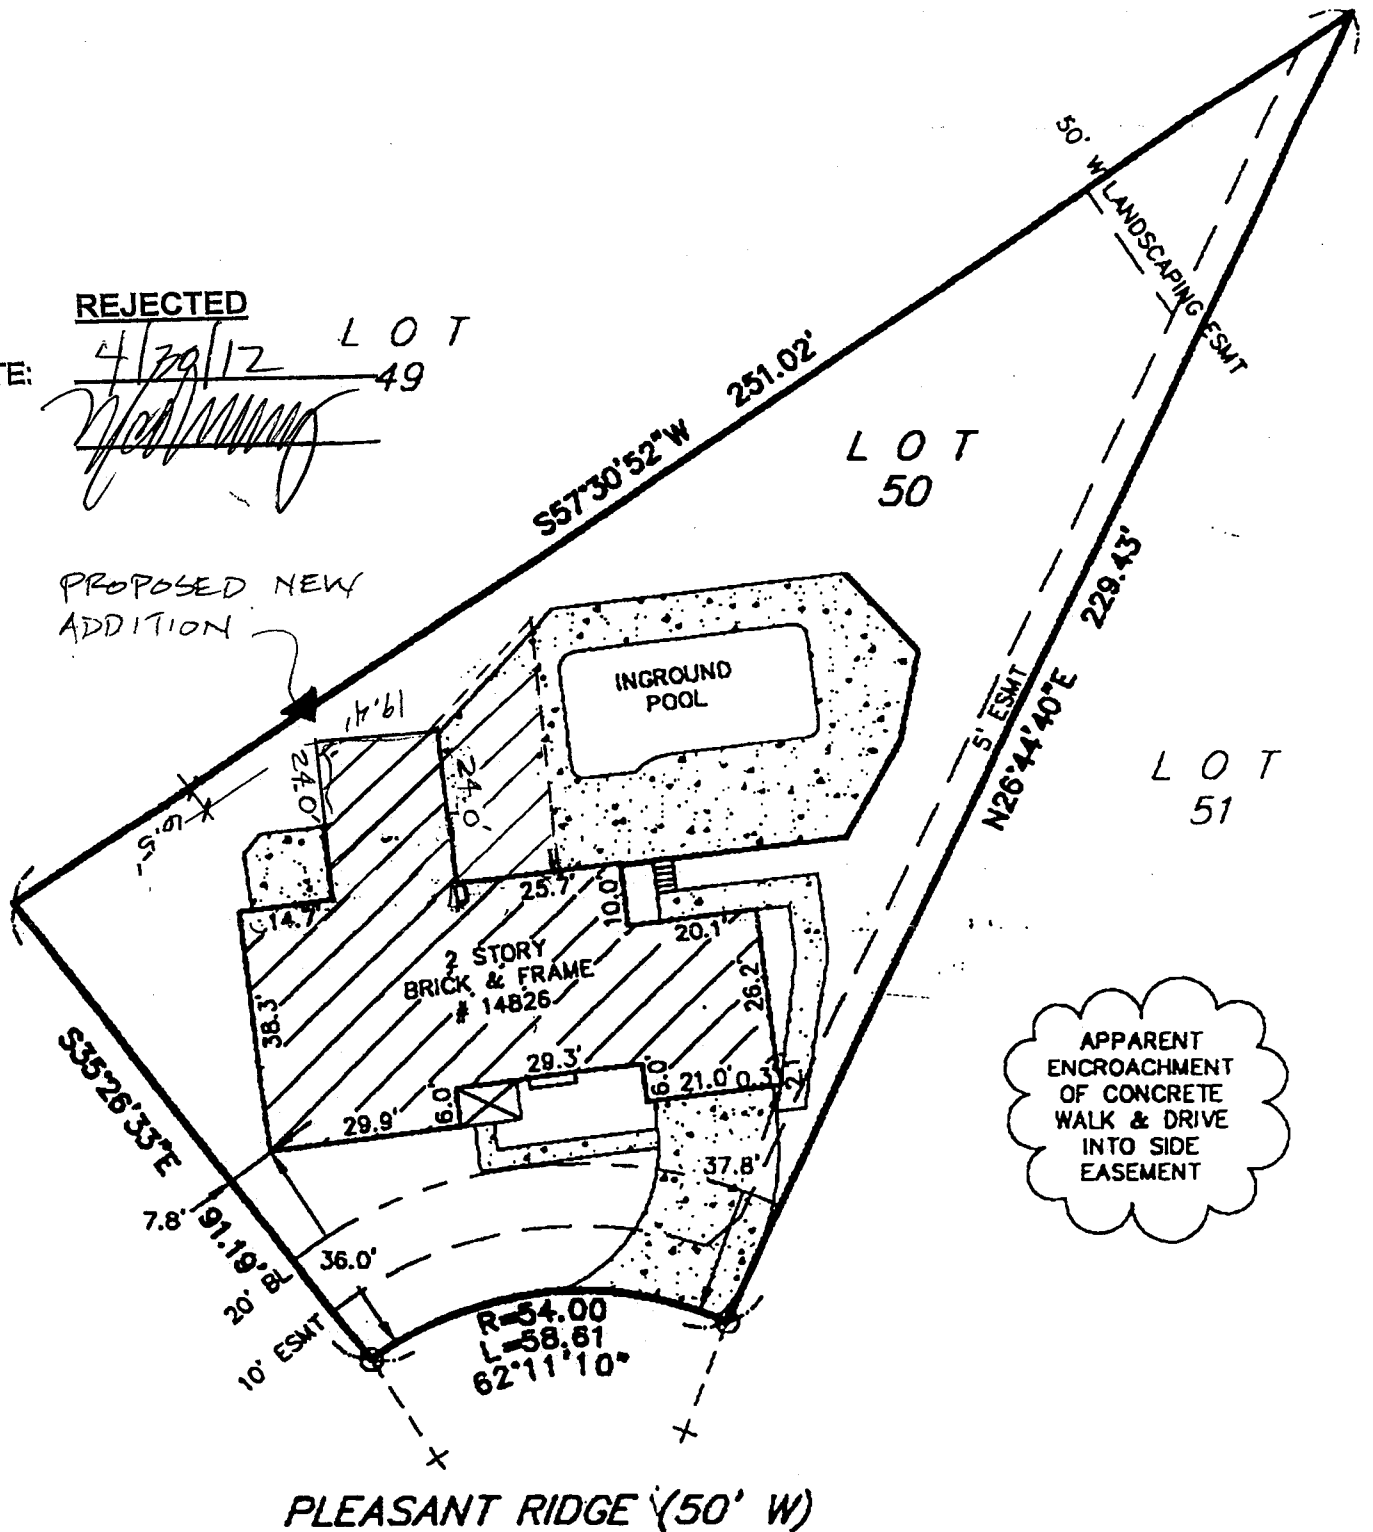 50' W LANDSCAPING ESMT
REJECTED
4/30/12
TE:
LOT
49
251.02'
S57°30'52"W
LOT
50
PROPOSED NEW
ADDITION
229.43'
N26°44'40"E
5' ESMT
LOT
51
INGROUND
POOL
19.4'
24.0'
24.0'
14.7'
25.7'
10.0'
20.1'
2 STORY
BRICK & FRAME
# 14826
38.3'
26.2'
29.3'
6.0'
6.0'
21.0'
0.3'
2.1
29.9'
APPARENT
ENCROACHMENT
OF CONCRETE
WALK & DRIVE
INTO SIDE
EASEMENT
S35°26'33"E
91.19'
7.8'
37.8'
36.0'
20' BL
10' ESMT
R=54.00
L=58.61
62°11'10"
PLEASANT RIDGE (50' W)